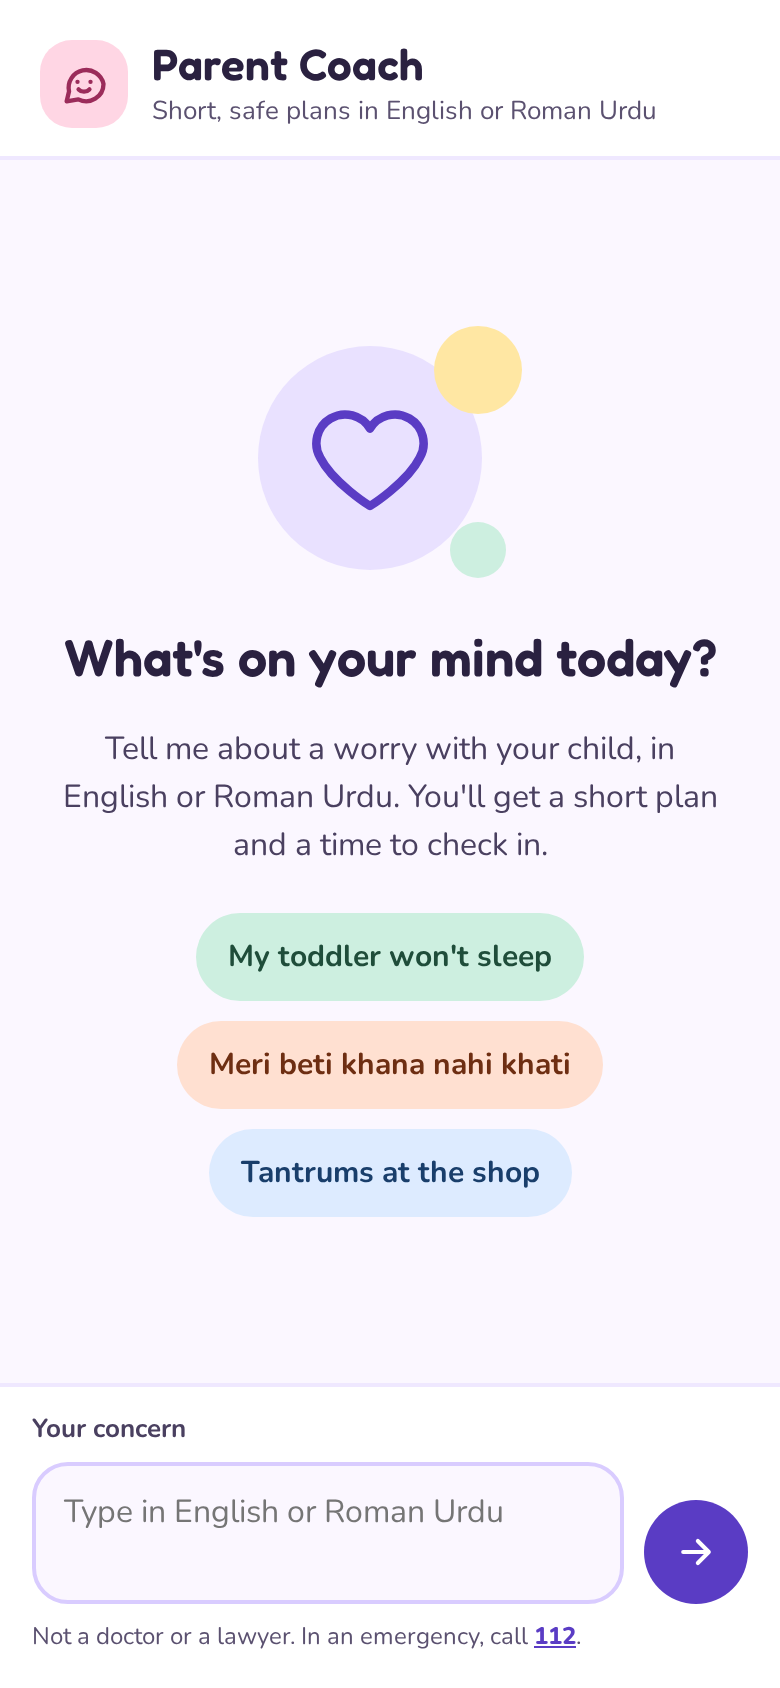 Parent Coach
Short, safe plans in English or Roman Urdu
What's on your mind today?
Tell me about a worry with your child, in
English or Roman Urdu. You'll get a short plan
and a time to check in.
My toddler won't sleep
Meri beti khana nahi khati
Tantrums at the shop
Your concern
Type in English or Roman Urdu
Not a doctor or a lawyer. In an emergency, call 112.